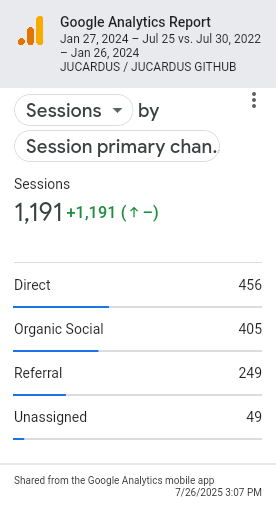 Google Analytics Report
Jan 27, 2024 – Jul 25 vs. Jul 30, 2022
– Jan 26, 2024
JUCARDUS / JUCARDUS GITHUB
Sessions by
Session primary chan..
Sessions
1,191 +1,191 (↑ –)
Direct 456
Organic Social 405
Referral 249
Unassigned 49
Shared from the Google Analytics mobile app
7/26/2025 3:07 PM